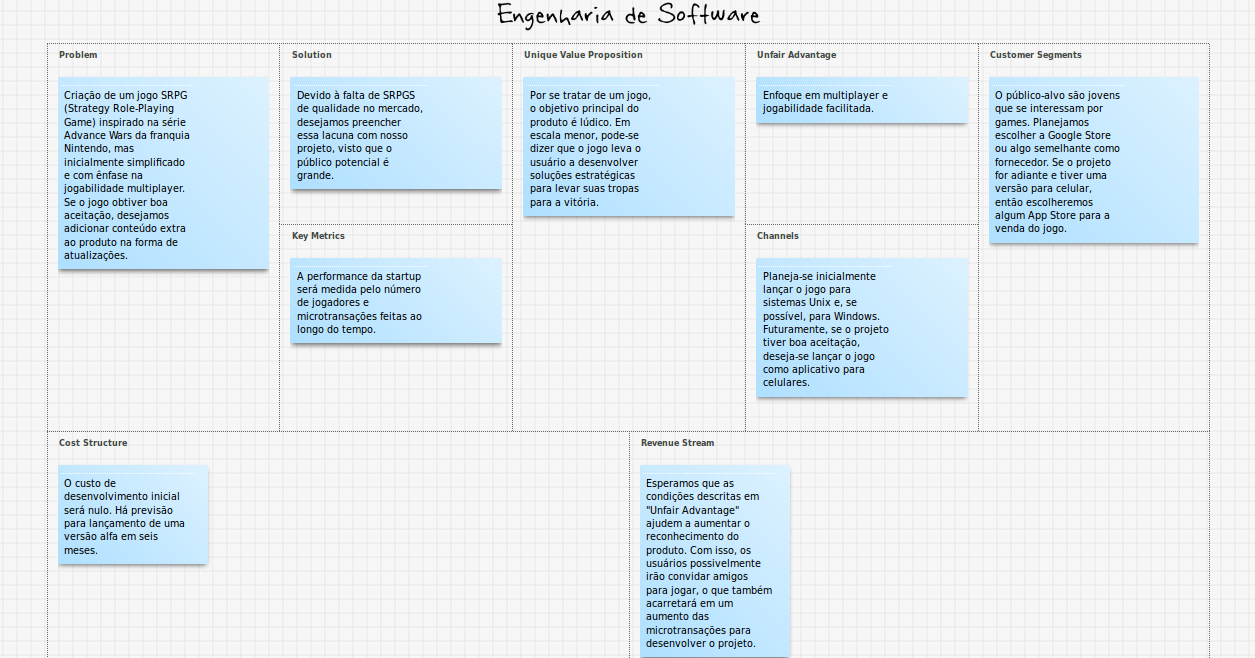 Engenharia de Software
Problem
Criação de um jogo SRPG
(Strategy Role-Playing
Game) inspirado na série
Advance Wars da franquia
Nintendo, mas
inicialmente simplificado
e com ênfase na
jogabilidade multiplayer.
Se o jogo obtiver boa
aceitação, desejamos
adicionar conteúdo extra
ao produto na forma de
atualizações.
Solution
Devido à falta de SRPGS
de qualidade no mercado,
desejamos preencher
essa lacuna com nosso
projeto, visto que o
público potencial é
grande.
Key Metrics
A performance da startup
será medida pelo número
de jogadores e
microtransações feitas ao
longo do tempo.
Unique Value Proposition
Por se tratar de um jogo,
o objetivo principal do
produto é lúdico. Em
escala menor, pode-se
dizer que o jogo leva o
usuário a desenvolver
soluções estratégicas
para levar suas tropas
para a vitória.
Unfair Advantage
Enfoque em multiplayer e
jogabilidade facilitada.
Channels
Planeja-se inicialmente
lançar o jogo para
sistemas Unix e, se
possível, para Windows.
Futuramente, se o projeto
tiver boa aceitação,
deseja-se lançar o jogo
como aplicativo para
celulares.
Customer Segments
O público-alvo são jovens
que se interessam por
games. Planejamos
escolher a Google Store
ou algo semelhante como
fornecedor. Se o projeto
for adiante e tiver uma
versão para celular,
então escolheremos
algum App Store para a
venda do jogo.
Cost Structure
O custo de
desenvolvimento inicial
será nulo. Há previsão
para lançamento de uma
versão alfa em seis
meses.
Revenue Stream
Esperamos que as
condições descritas em
"Unfair Advantage"
ajudem a aumentar o
reconhecimento do
produto. Com isso, os
usuários possivelmente
irão convidar amigos
para jogar, o que também
acarretará em um
aumento das
microtransações para
desenvolver o projeto.